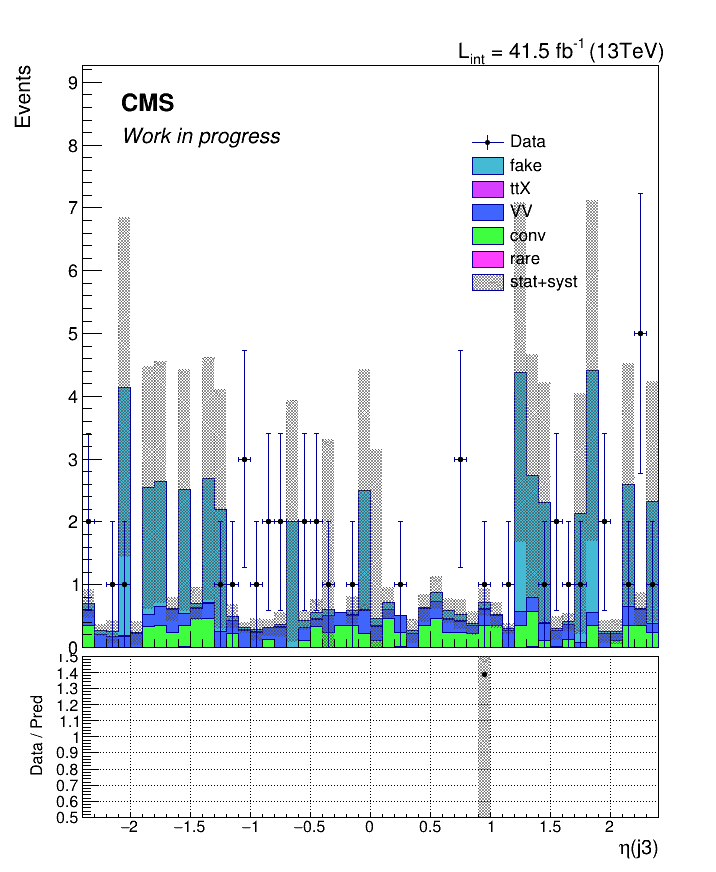 L_int = 41.5 fb^-1 (13TeV)
Events
CMS
Work in progress
Data
fake
ttX
VV
conv
rare
stat+syst
9
8
7
6
5
4
3
2
1
0
Data / Pred
1.5
1.4
1.3
1.2
1.1
1
0.9
0.8
0.7
0.6
0.5
−2 −1.5 −1 −0.5 0 0.5 1 1.5 2
η(j3)